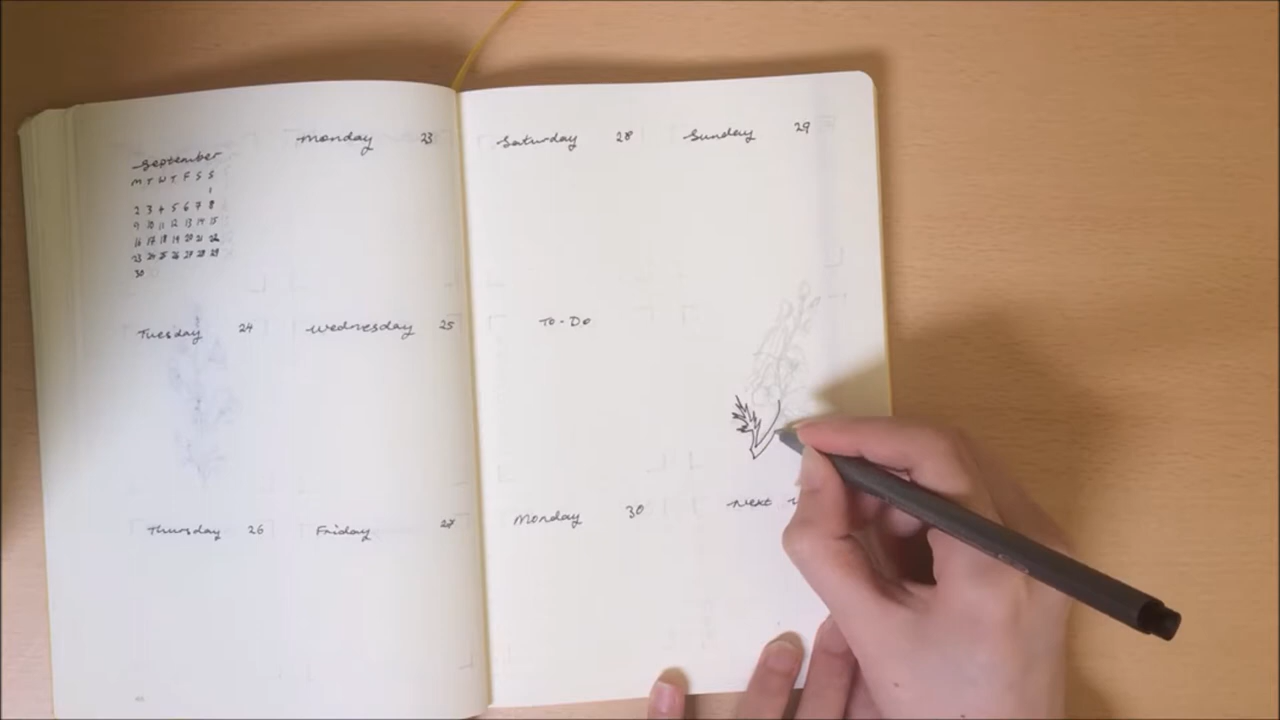 Monday 23
September
M T W T F S S
1
2 3 4 5 6 7 8
9 10 11 12 13 14 15
16 17 18 19 20 21 22
23 24 25 26 27 28 29
30
Tuesday 24
Wednesday 25
Thursday 26
Friday 27
Saturday 28
Sunday 29
To-Do
Monday 30
Next